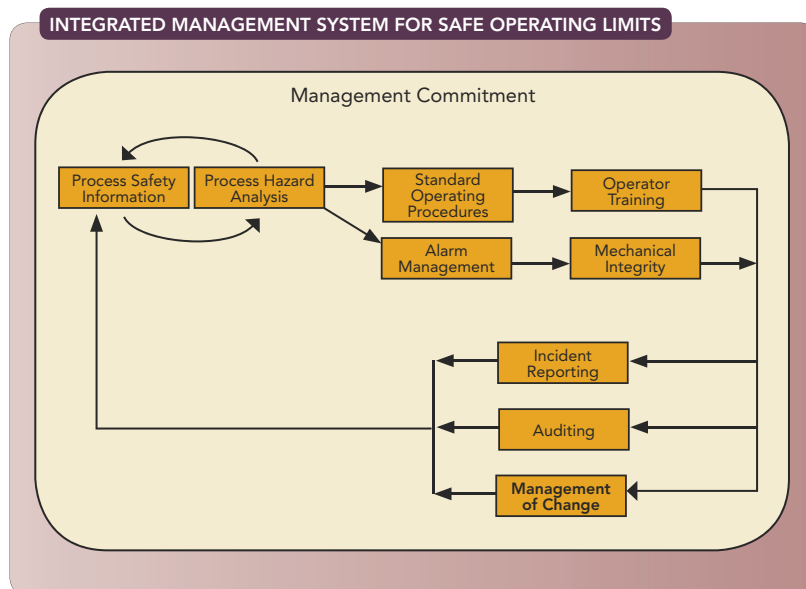 INTEGRATED MANAGEMENT SYSTEM FOR SAFE OPERATING LIMITS
Management Commitment
Process Safety
Information
Process Hazard
Analysis
Standard
Operating
Procedures
Operator
Training
Alarm
Management
Mechanical
Integrity
Incident
Reporting
Auditing
Management
of Change